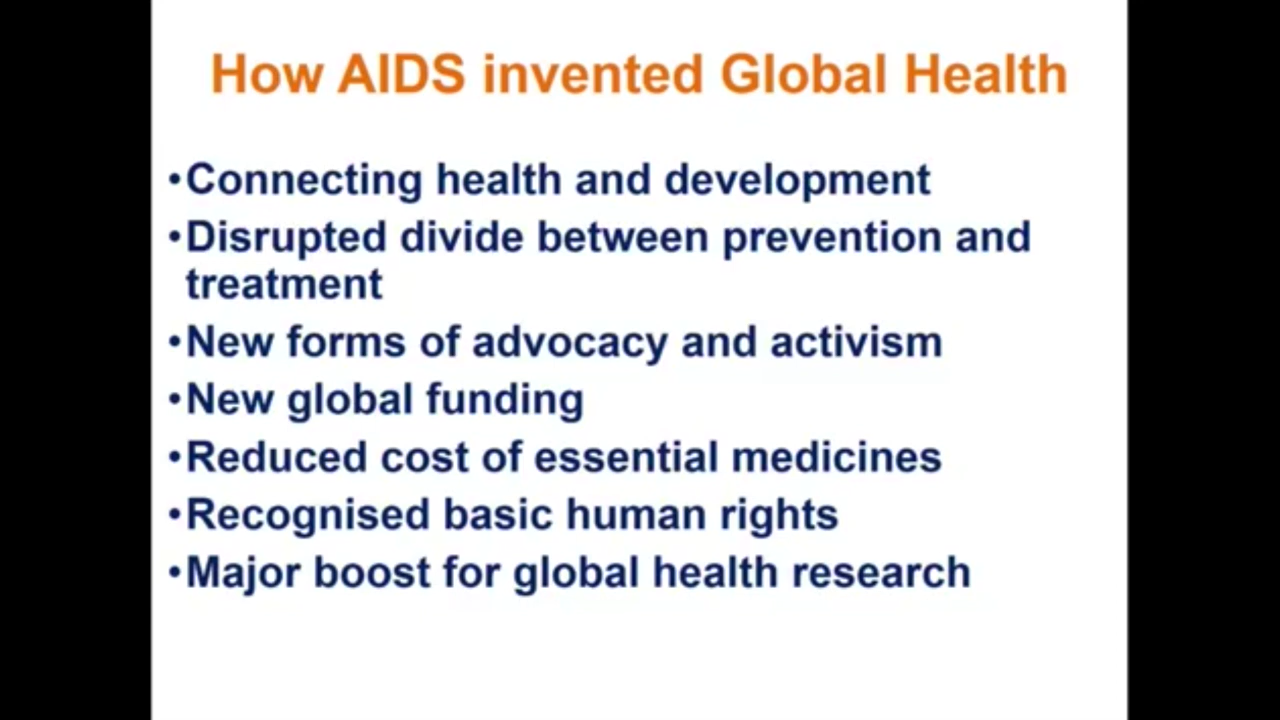 How AIDS invented Global Health
•Connecting health and development
•Disrupted divide between prevention and
treatment
•New forms of advocacy and activism
•New global funding
•Reduced cost of essential medicines
•Recognised basic human rights
•Major boost for global health research